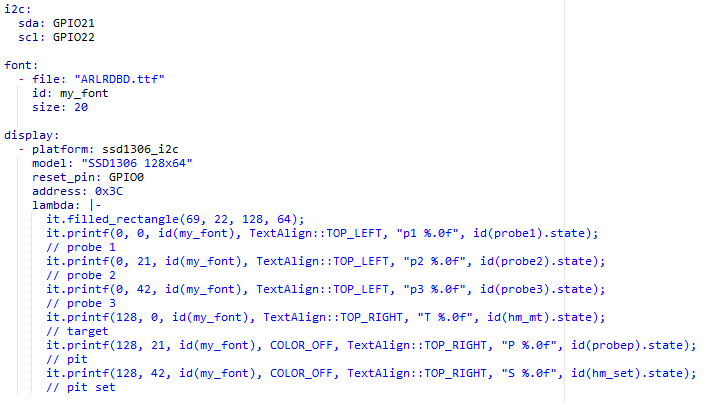 i2c:
  sda: GPIO21
  scl: GPIO22

font:
  - file: "ARLRDBD.ttf"
    id: my_font
    size: 20

display:
  - platform: ssd1306_i2c
    model: "SSD1306 128x64"
    reset_pin: GPIO0
    address: 0x3C
    lambda: |-
      it.filled_rectangle(69, 22, 128, 64);
      it.printf(0, 0, id(my_font), TextAlign::TOP_LEFT, "p1 %.0f", id(probe1).state);
      // probe 1
      it.printf(0, 21, id(my_font), TextAlign::TOP_LEFT, "p2 %.0f", id(probe2).state);
      // probe 2
      it.printf(0, 42, id(my_font), TextAlign::TOP_LEFT, "p3 %.0f", id(probe3).state);
      // probe 3
      it.printf(128, 0, id(my_font), TextAlign::TOP_RIGHT, "T %.0f", id(hm_mt).state);
      // target
      it.printf(128, 21, id(my_font), COLOR_OFF, TextAlign::TOP_RIGHT, "P %.0f", id(probep).state);
      // pit
      it.printf(128, 42, id(my_font), COLOR_OFF, TextAlign::TOP_RIGHT, "S %.0f", id(hm_set).state);
      // pit set